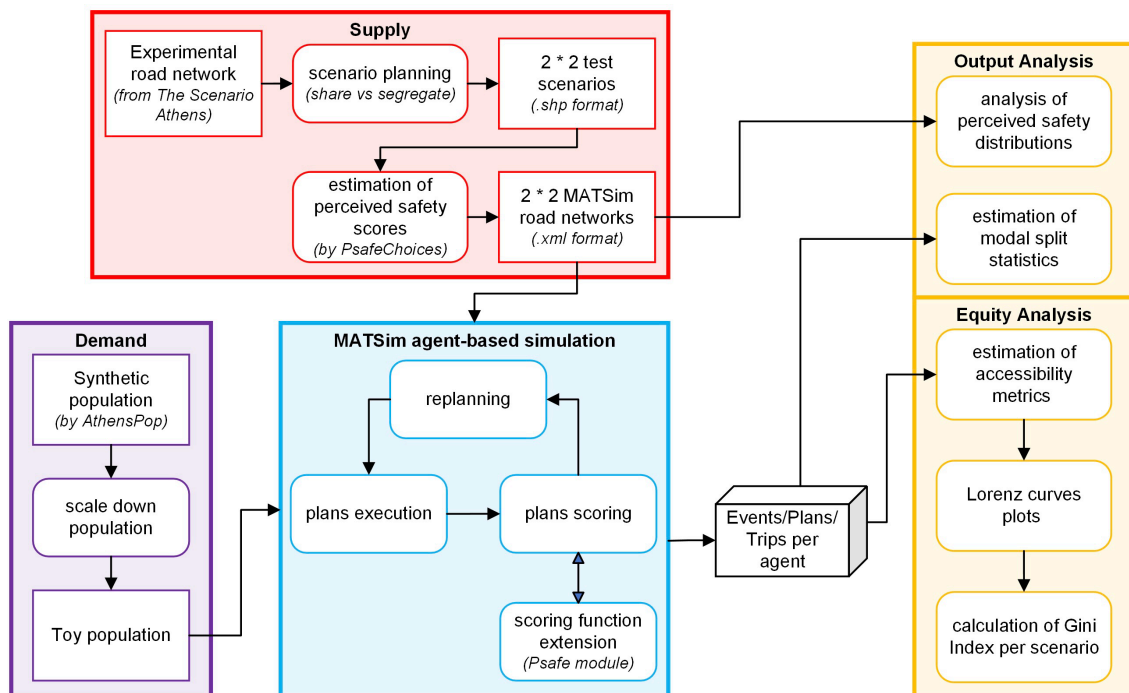 Supply
Experimental
road network
(from The Scenario
Athens)
scenario planning
(share vs segregate)
2 * 2 test
scenarios
(.shp format)
estimation of
perceived safety
scores
(by PsafeChoices)
2 * 2 MATSim
road networks
(.xml format)
Demand
Synthetic
population
(by AthensPop)
scale down
population
Toy population
MATSim agent-based simulation
replanning
plans execution
plans scoring
scoring function
extension
(Psafe module)
Events/Plans/
Trips per
agent
Output Analysis
analysis of
perceived safety
distributions
estimation of
modal split
statistics
Equity Analysis
estimation of
accessibility
metrics
Lorenz curves
plots
calculation of Gini
Index per scenario